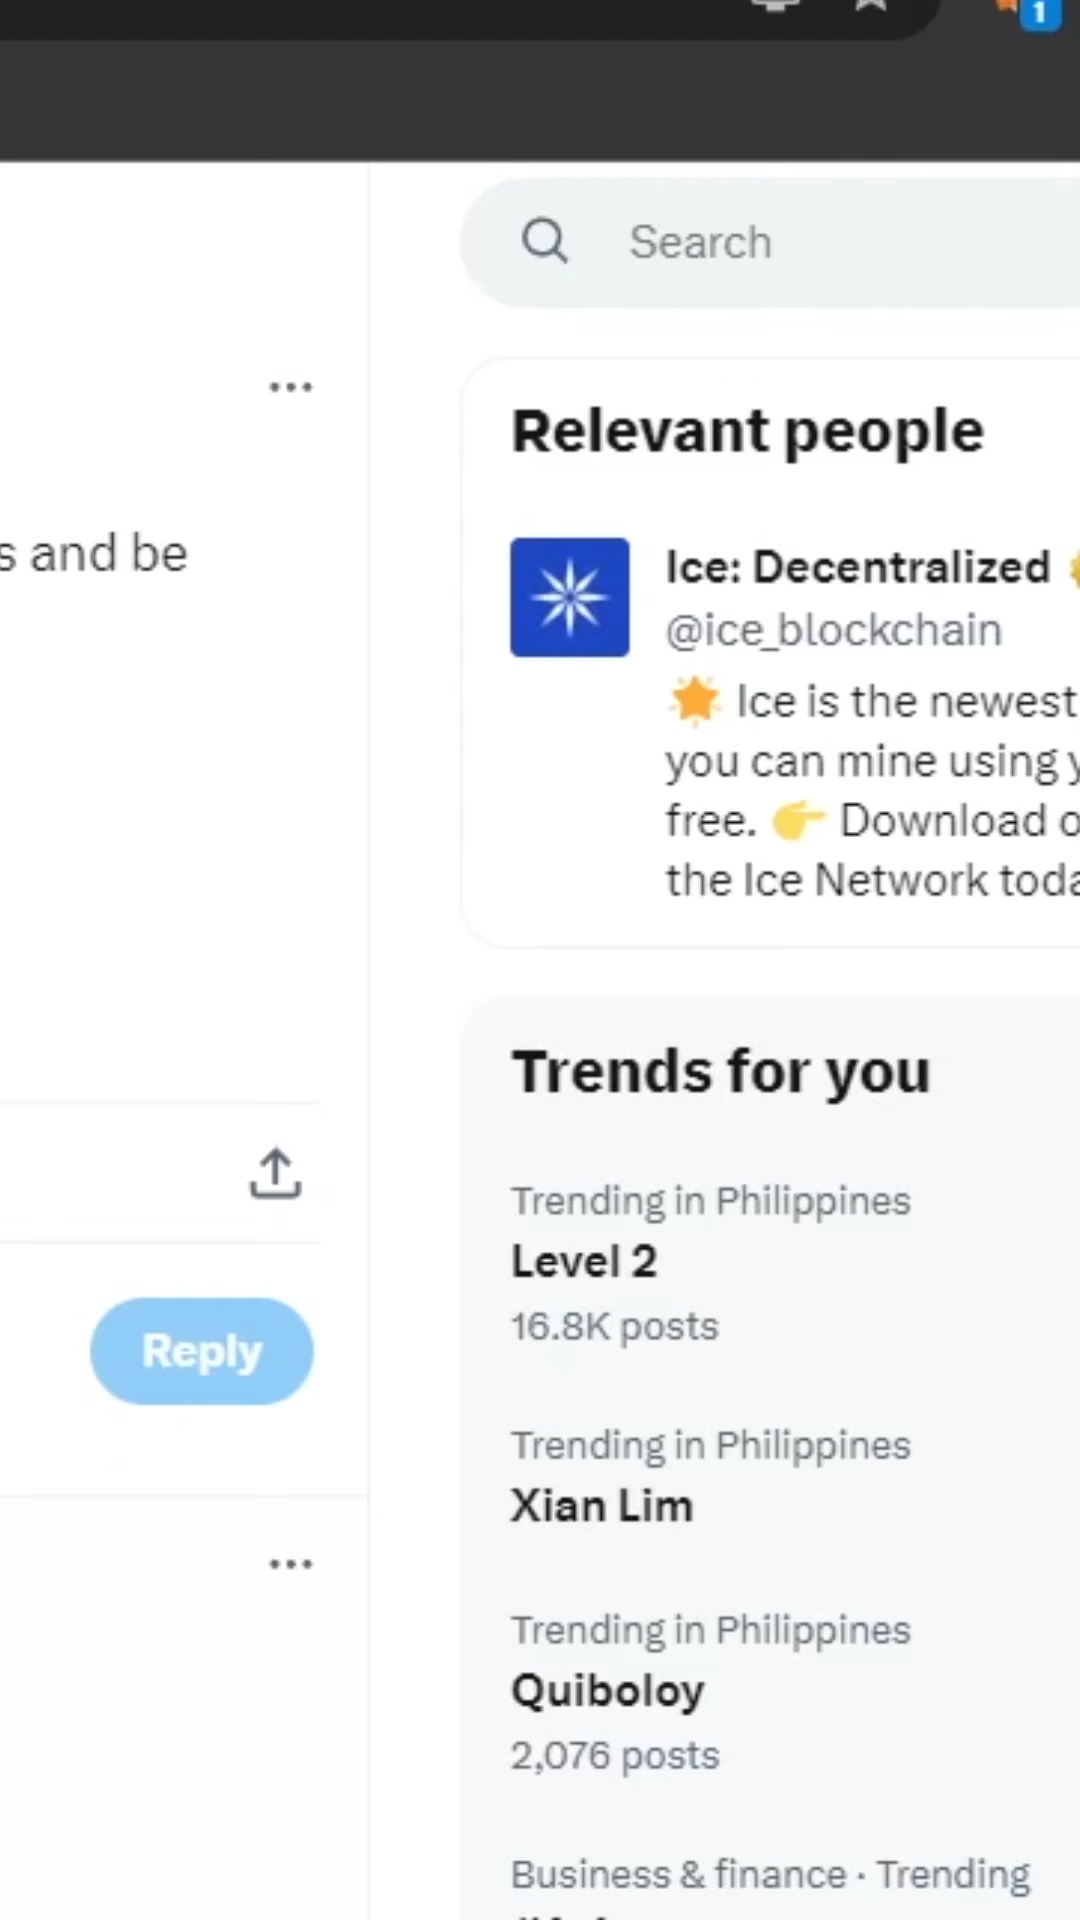 1
Search
s and be
Relevant people
Ice: Decentralized
@ice_blockchain
Ice is the newest
you can mine using y
free. 👉 Download o
the Ice Network toda
Trends for you
Trending in Philippines
Level 2
16.8K posts
Reply
Trending in Philippines
Xian Lim
Trending in Philippines
Quiboloy
2,076 posts
Business & finance · Trending